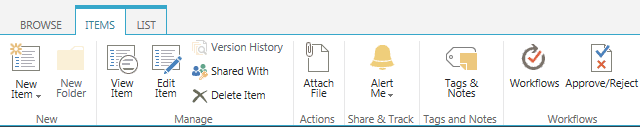 BROWSE ITEMS LIST
New Item
New Folder
View Item
Edit Item
Version History
Shared With
Delete Item
Attach File
Alert Me
Tags & Notes
Workflows
Approve/Reject
New
Manage
Actions
Share & Track
Tags and Notes
Workflows